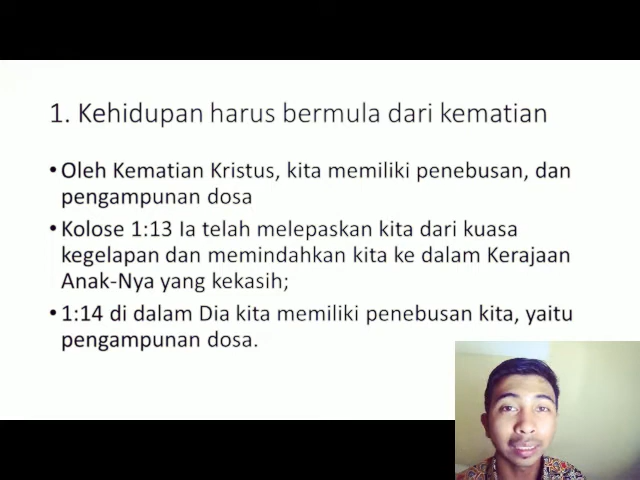 1. Kehidupan harus bermula dari kematian
• Oleh Kematian Kristus, kita memiliki penebusan, dan
pengampunan dosa
• Kolose 1:13 Ia telah melepaskan kita dari kuasa
kegelapan dan memindahkan kita ke dalam Kerajaan
Anak-Nya yang kekasih;
• 1:14 di dalam Dia kita memiliki penebusan kita, yaitu
pengampunan dosa.